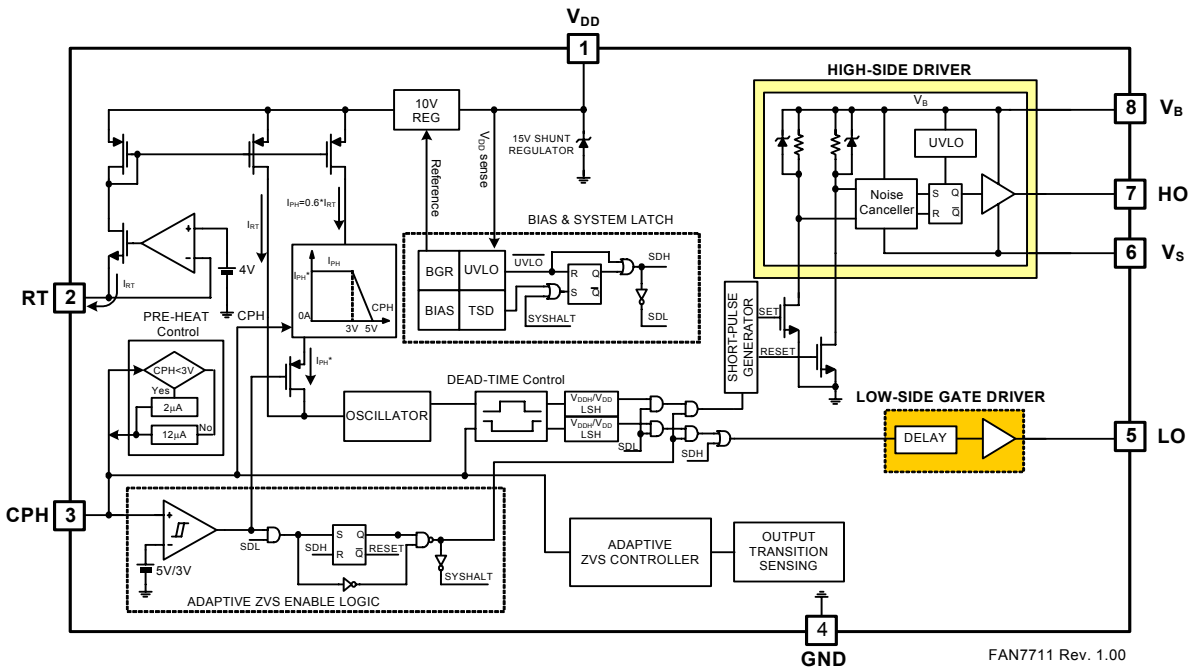 VDD
1
HIGH-SIDE DRIVER
VB
8
VB
10V
REG
VDD sense
15V SHUNT
REGULATOR
Reference
UVLO
Noise
Canceller
S
Q
R
Q
7
HO
6
VS
IPH=0.6*IRT
IRT
4V
IRT
RT
2
BIAS & SYSTEM LATCH
BGR
UVLO
BIAS
TSD
UVLO
R
Q
S
Q
SYSHALT
SDH
SDL
IPH
IPH*
0A
CPH
3V
5V
PRE-HEAT
Control
CPH
CPH<3V
Yes
2µA
No
12µA
IPH*
SHORT-PULSE
GENERATOR
SET
RESET
OSCILLATOR
DEAD-TIME Control
VDDH/VDD
LSH
VDDH/VDD
LSH
SDL
SDH
LOW-SIDE GATE DRIVER
DELAY
5
LO
CPH
3
5V/3V
SDL
SDH
S
Q
R
Q
RESET
SYSHALT
ADAPTIVE ZVS ENABLE LOGIC
ADAPTIVE
ZVS CONTROLLER
OUTPUT
TRANSITION
SENSING
4
GND
FAN7711 Rev. 1.00